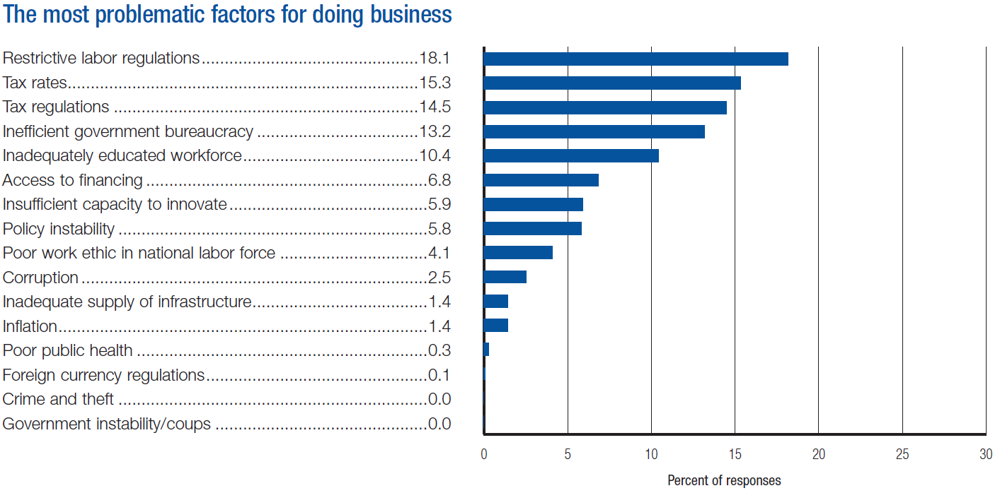 The most problematic factors for doing business
Restrictive labor regulations..............................................18.1
Tax rates...........................................................................15.3
Tax regulations .................................................................14.5
Inefficient government bureaucracy ...................................13.2
Inadequately educated workforce......................................10.4
Access to financing ............................................................6.8
Insufficient capacity to innovate...........................................5.9
Policy instability ..................................................................5.8
Poor work ethic in national labor force ................................4.1
Corruption ..........................................................................2.5
Inadequate supply of infrastructure......................................1.4
Inflation...............................................................................1.4
Poor public health ..............................................................0.3
Foreign currency regulations................................................0.1
Crime and theft ..................................................................0.0
Government instability/coups ..............................................0.0
0 5 10 15 20 25 30
Percent of responses